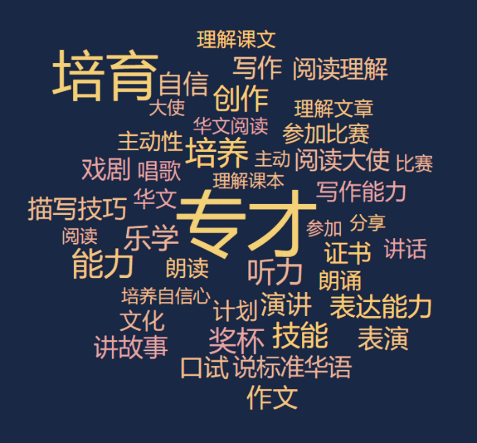 理解课文
培育
写作
阅读理解
自信
创作
大使
理解文章
华文阅读
参加比赛
主动性
培养
主动
阅读大使
比赛
戏剧
唱歌
理解课本
写作能力
华文
描写技巧
专才
参加
分享
阅读
乐学
证书
讲话
能力
朗读
听力
朗诵
培养自信心
计划
演讲
表达能力
文化
讲故事
奖杯
技能
表演
口试
说标准华语
作文